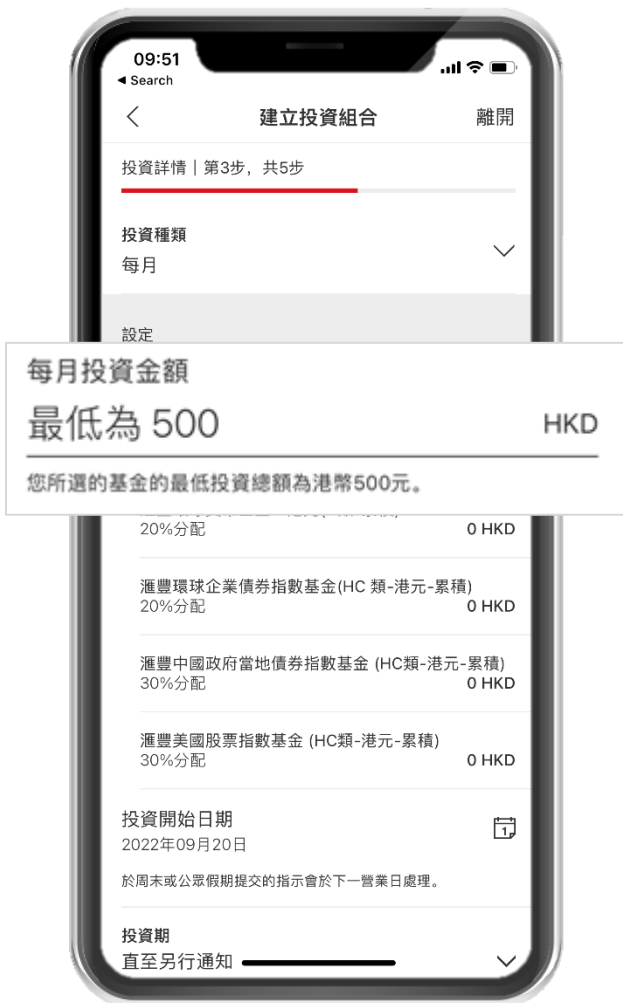 09:51
◀ Search
建立投資組合
離開
投資詳情｜第3步，共5步
投資種類
每月
設定
每月投資金額
最低為 500 HKD
您所選的基金的最低投資總額為港幣500元。
20%分配 0 HKD
滙豐環球企業債券指數基金(HC 類-港元-累積)
20%分配 0 HKD
滙豐中國政府當地債券指數基金 (HC類-港元-累積)
30%分配 0 HKD
滙豐美國股票指數基金 (HC類-港元-累積)
30%分配 0 HKD
投資開始日期
2022年09月20日
1
於周末或公眾假期提交的指示會於下一營業日處理。
投資期
直至另行通知